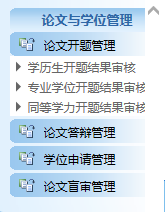 论文与学位管理
论文开题管理
学历生开题结果审核
专业学位开题结果审核
同等学力开题结果审核
论文答辩管理
学位申请管理
论文盲审管理